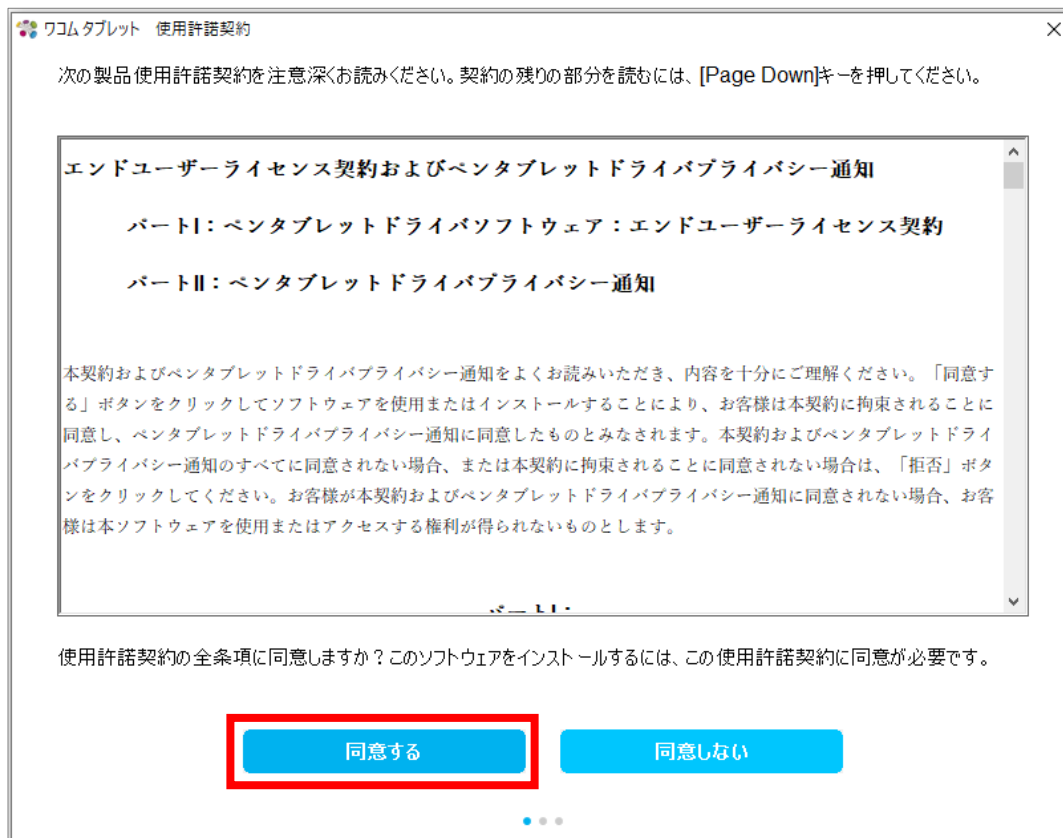 ワコム タブレット 使用許諾契約
次の製品使用許諾契約を注意深くお読みください。契約の残りの部分を読むには、[Page Down]キーを押してください。
エンドユーザーライセンス契約およびペンタブレットドライバプライバシー通知
パートI：ペンタブレットドライバソフトウェア：エンドユーザーライセンス契約
パートII：ペンタブレットドライバプライバシー通知
本契約およびペンタブレットドライバプライバシー通知をよくお読みいただき、内容を十分にご理解ください。「同意す
る」ボタンをクリックしてソフトウェアを使用またはインストールすることにより、お客様は本契約に拘束されることに
同意し、ペンタブレットドライバプライバシー通知に同意したものとみなされます。本契約およびペンタブレットドライ
バプライバシー通知のすべてに同意されない場合、または本契約に拘束されることに同意されない場合は、「拒否」ボタ
ンをクリックしてください。お客様が本契約およびペンタブレットドライバプライバシー通知に同意されない場合、お客
様は本ソフトウェアを使用またはアクセスする権利が得られないものとします。
使用許諾契約の全条項に同意しますか？このソフトウェアをインストールするには、この使用許諾契約に同意が必要です。
同意する 同意しない